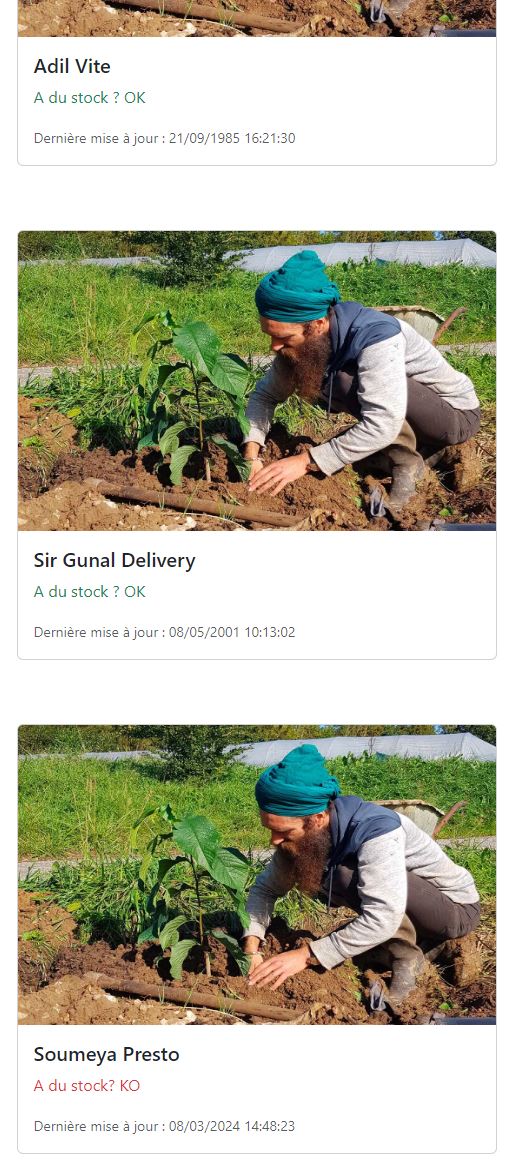 Adil Vite
A du stock ? OK
Dernière mise à jour : 21/09/1985 16:21:30
Sir Gunal Delivery
A du stock ? OK
Dernière mise à jour : 08/05/2001 10:13:02
Soumeya Presto
A du stock? KO
Dernière mise à jour : 08/03/2024 14:48:23